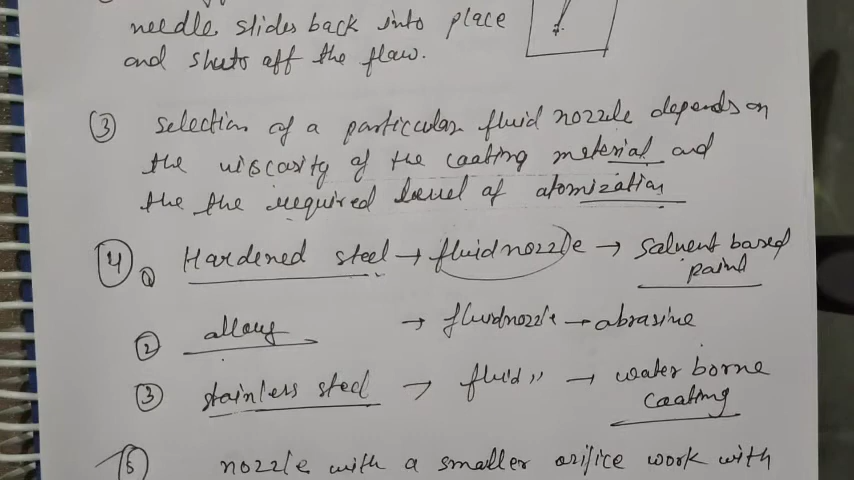 needle slides back into place
and shuts off the flow.
③ selection of a particular fluid nozzle depends on
the viscosity of the coating material and
the the required level of atomization
④ ① Hardened steel → fluid nozzle → solvent based
paint
② alloy → fluid nozzle → abrasive
③ stainless steel → fluid " → water borne
coating
⑤ nozzle with a smaller orifice work with